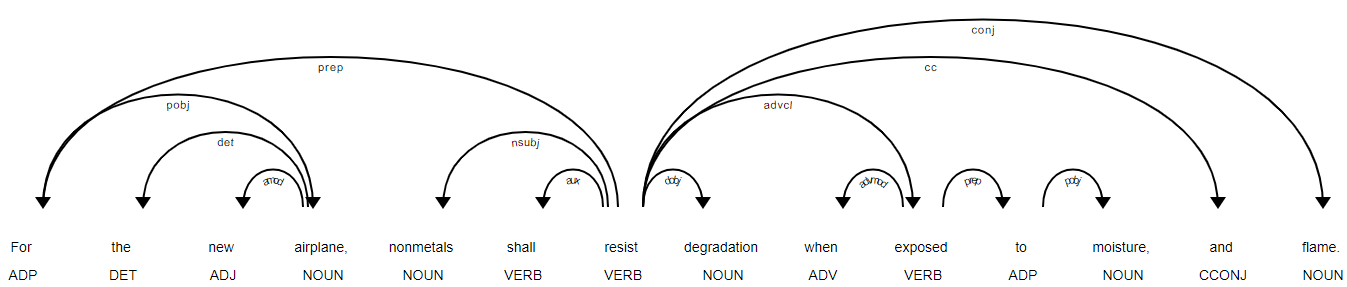 conj
prep cc
pobj advcl
det nsubj
amod aux dobj advmod prep pobj
For the new airplane, nonmetals shall resist degradation when exposed to moisture, and flame.
ADP DET ADJ NOUN NOUN VERB VERB NOUN ADV VERB ADP NOUN CCONJ NOUN